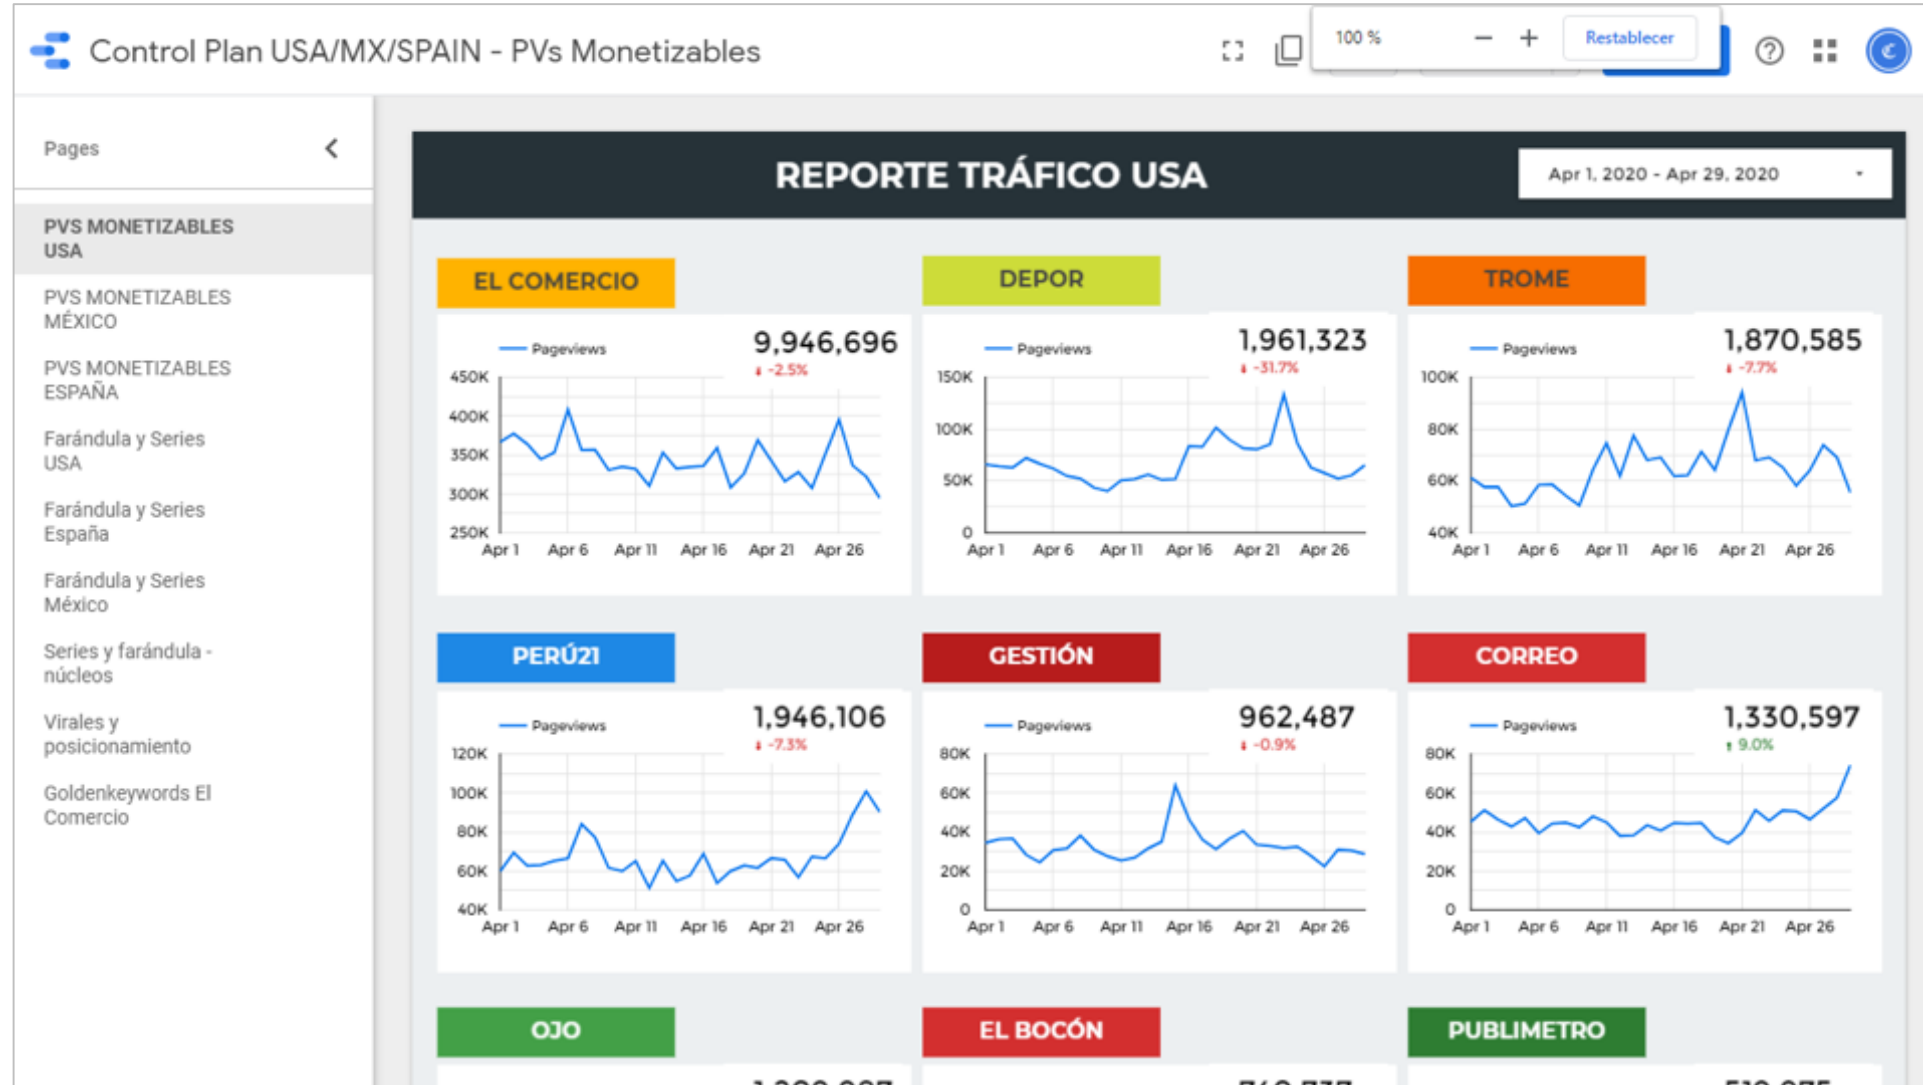 Control Plan USA/MX/SPAIN - PVs Monetizables
100 %
Restablecer
Pages
PVS MONETIZABLES
USA
PVS MONETIZABLES
MÉXICO
PVS MONETIZABLES
ESPAÑA
Farándula y Series
USA
Farándula y Series
España
Farándula y Series
México
Series y farándula -
núcleos
Virales y
posicionamiento
Goldenkeywords El
Comercio
REPORTE TRÁFICO USA
Apr 1, 2020 - Apr 29, 2020
EL COMERCIO
Pageviews
9,946,696
-2.5%
450K
400K
350K
300K
250K
Apr 1 Apr 6 Apr 11 Apr 16 Apr 21 Apr 26
DEPOR
Pageviews
1,961,323
-31.7%
150K
100K
50K
0
Apr 1 Apr 6 Apr 11 Apr 16 Apr 21 Apr 26
TROME
Pageviews
1,870,585
-7.7%
100K
80K
60K
40K
Apr 1 Apr 6 Apr 11 Apr 16 Apr 21 Apr 26
PERÚ21
Pageviews
1,946,106
-7.3%
120K
100K
80K
60K
40K
Apr 1 Apr 6 Apr 11 Apr 16 Apr 21 Apr 26
GESTIÓN
Pageviews
962,487
-0.9%
80K
60K
40K
20K
0
Apr 1 Apr 6 Apr 11 Apr 16 Apr 21 Apr 26
CORREO
Pageviews
1,330,597
9.0%
80K
60K
40K
20K
0
Apr 1 Apr 6 Apr 11 Apr 16 Apr 21 Apr 26
OJO
EL BOCÓN
PUBLIMETRO